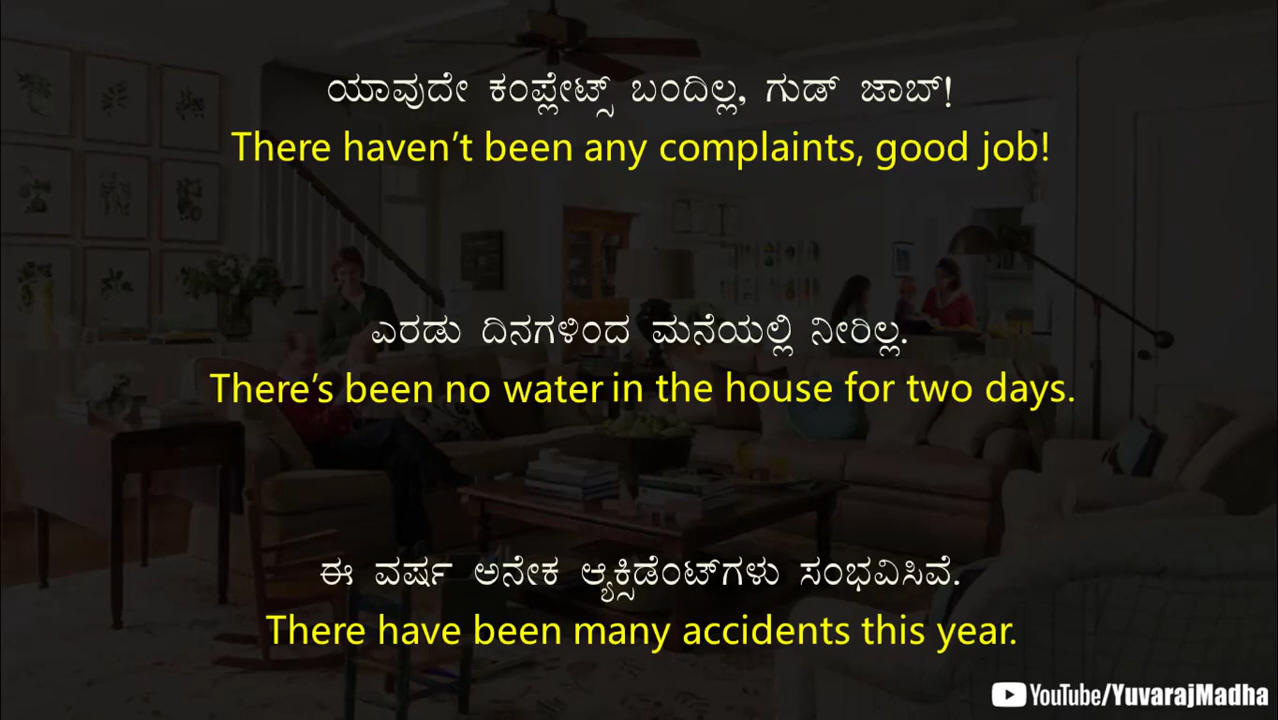 ಯಾವುದೇ ಕಂಪ್ಲೇಟ್ಸ್ ಬಂದಿಲ್ಲ, ಗುಡ್ ಜಾಬ್!
There haven’t been any complaints, good job!
ಎರಡು ದಿನಗಳಿಂದ ಮನೆಯಲ್ಲಿ ನೀರಿಲ್ಲ.
There’s been no water in the house for two days.
ಈ ವರ್ಷ ಅನೇಕ ಆ್ಯಕ್ಸಿಡೆಂಟ್‌ಗಳು ಸಂಭವಿಸಿವೆ.
There have been many accidents this year.
YouTube/YuvarajMadha